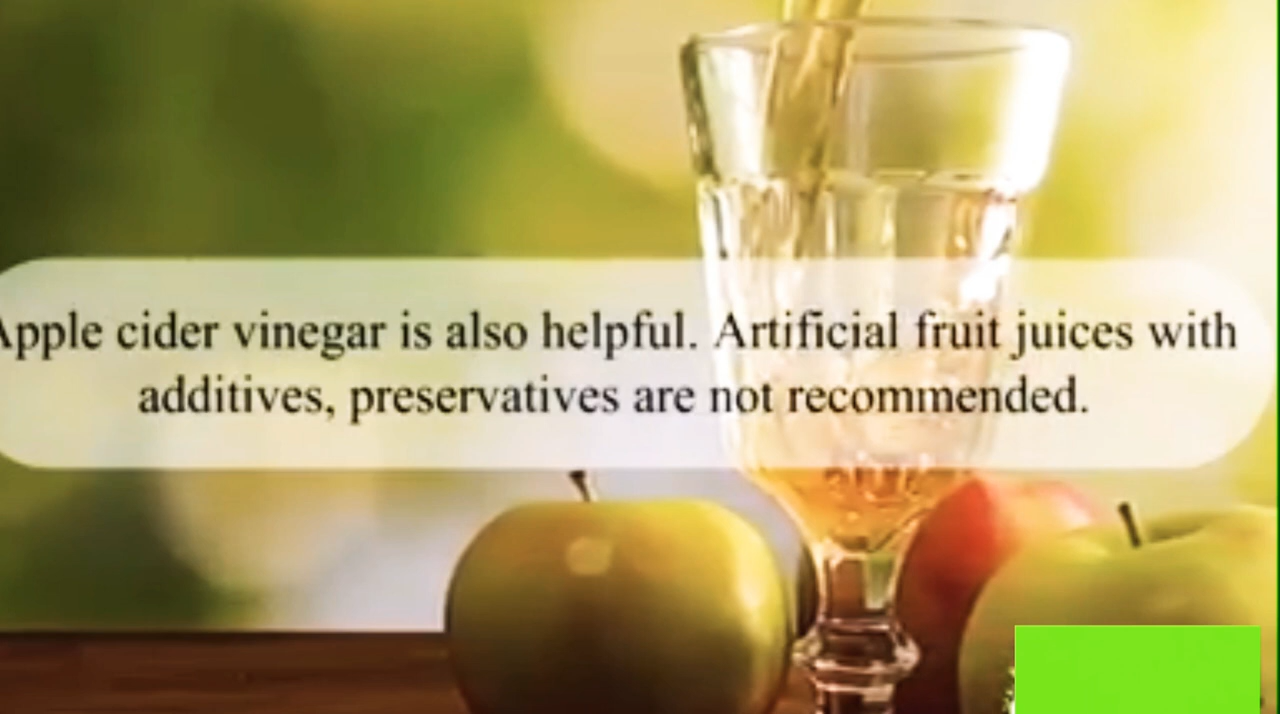 Apple cider vinegar is also helpful. Artificial fruit juices with
additives, preservatives are not recommended.